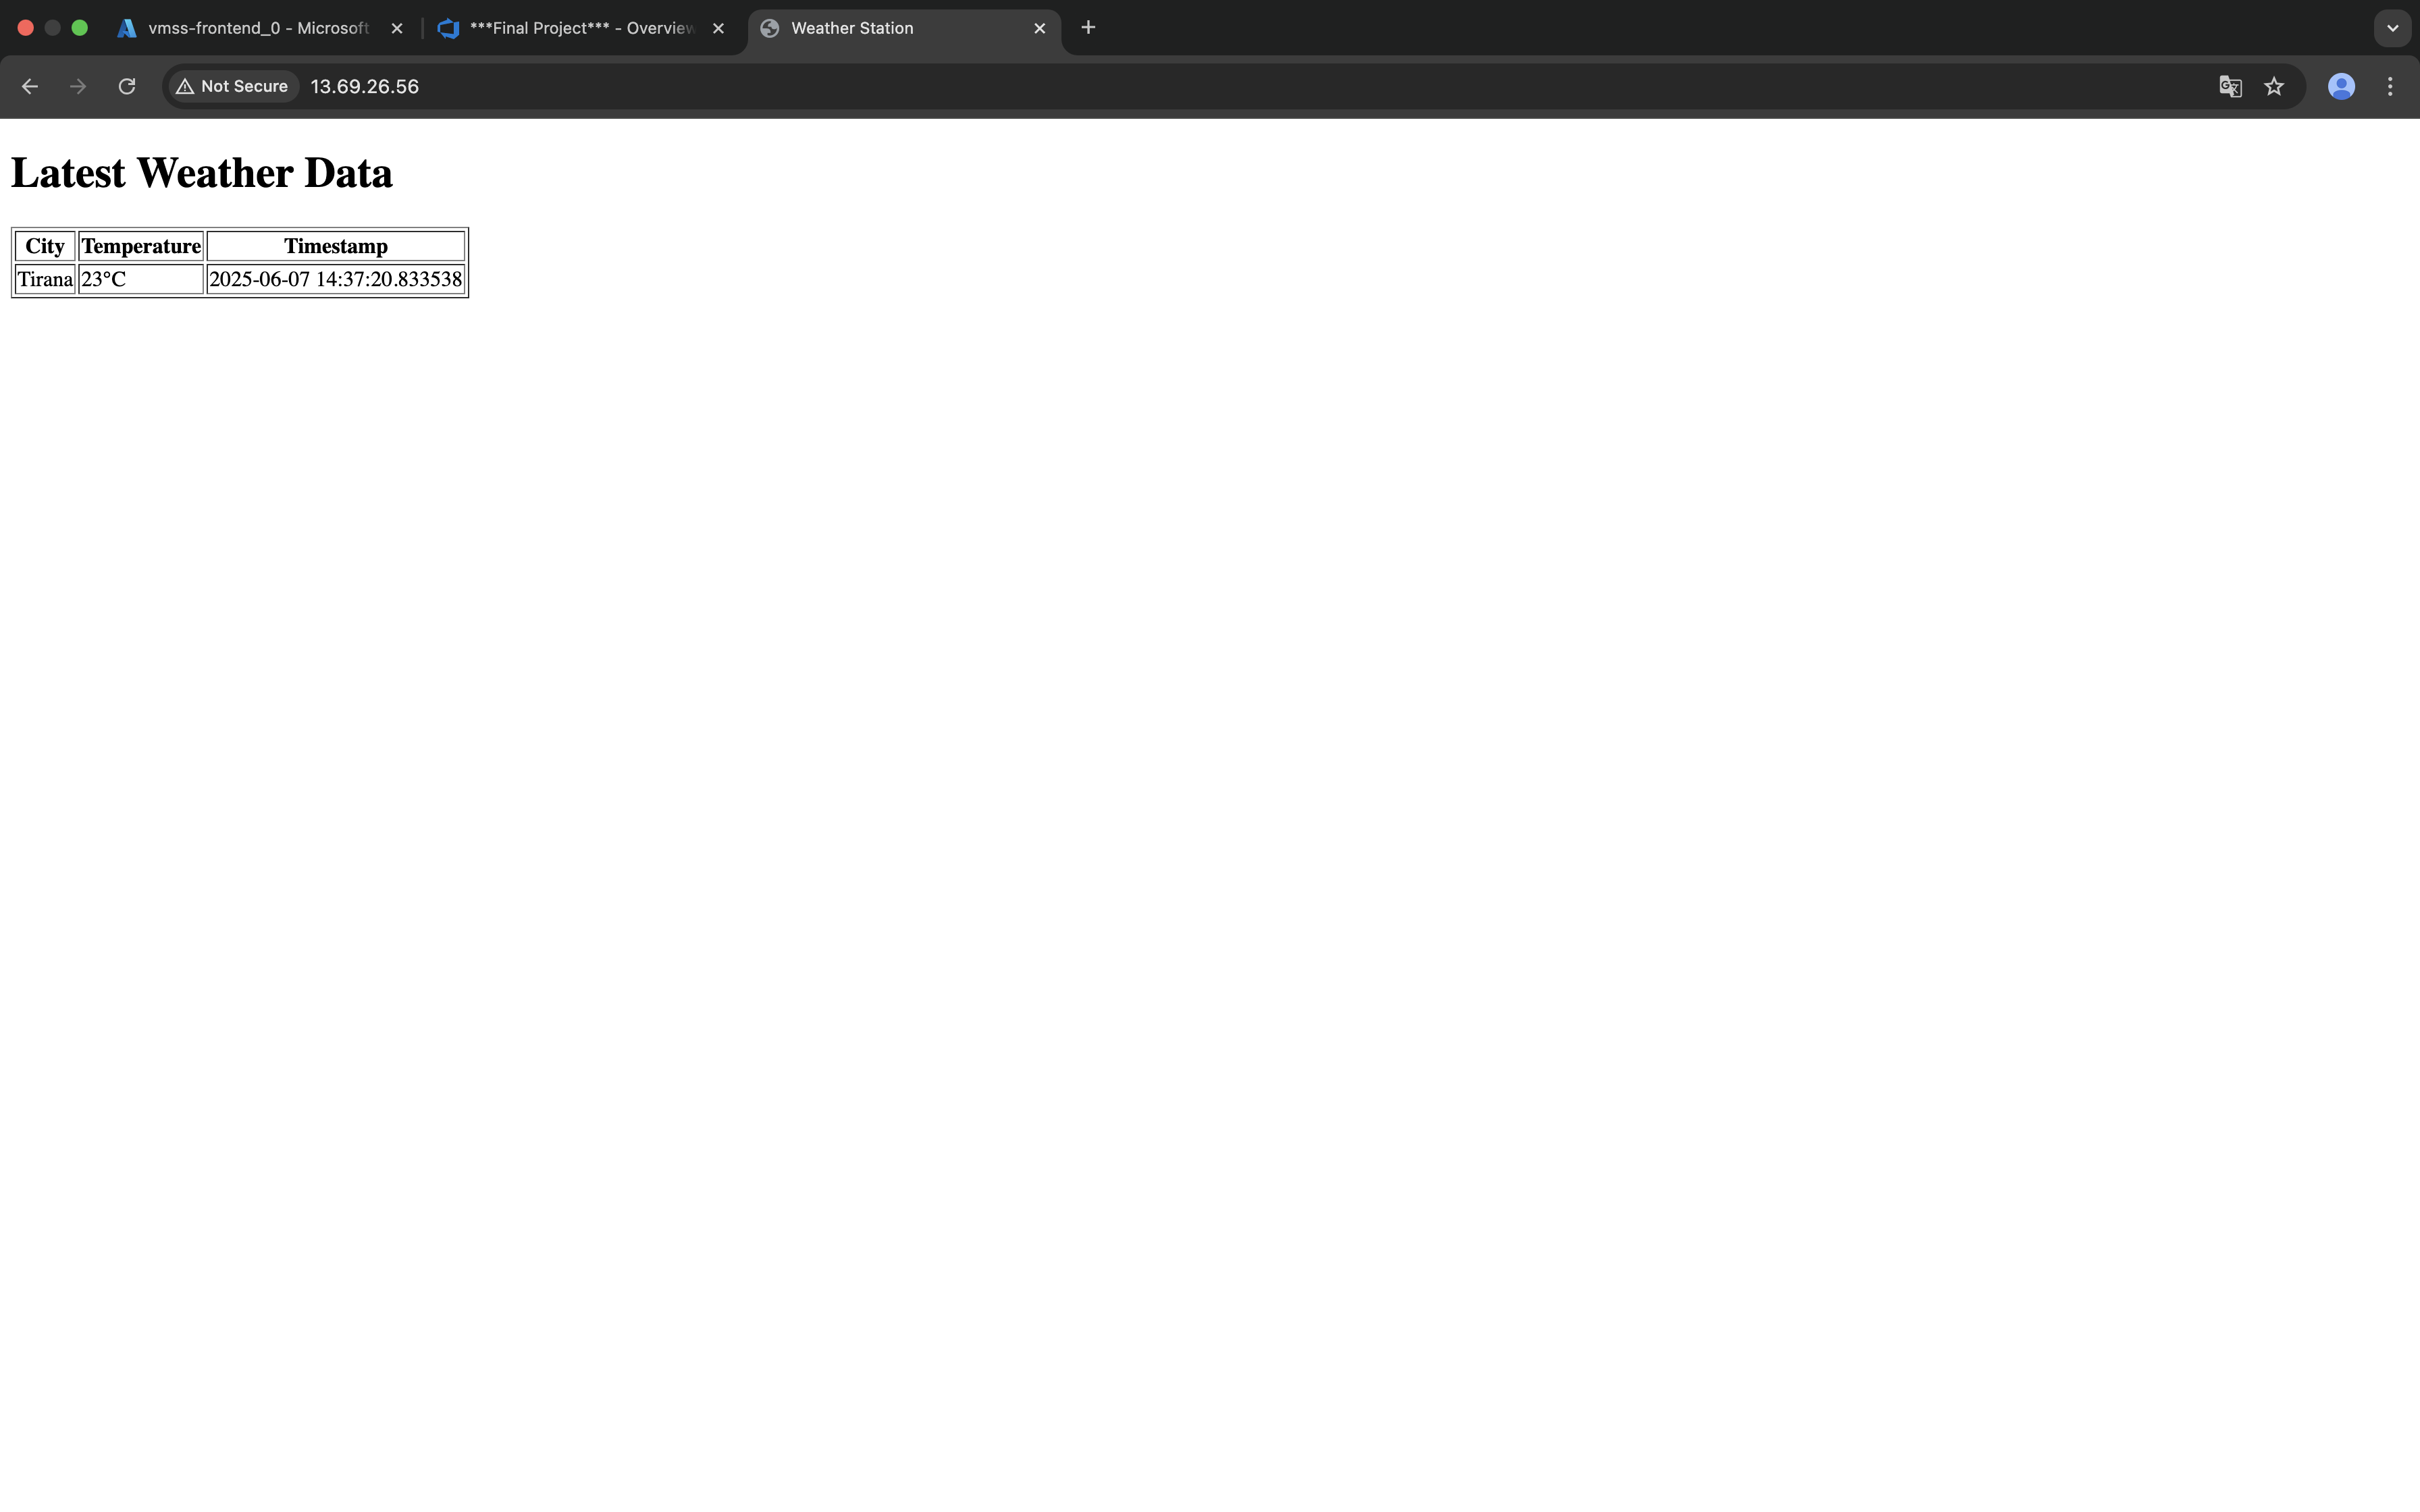 vmss-frontend_0 - Microsoft
***Final Project*** - Overview
Weather Station
Not Secure
13.69.26.56
Latest Weather Data
City Temperature Timestamp
Tirana 23°C 2025-06-07 14:37:20.833538